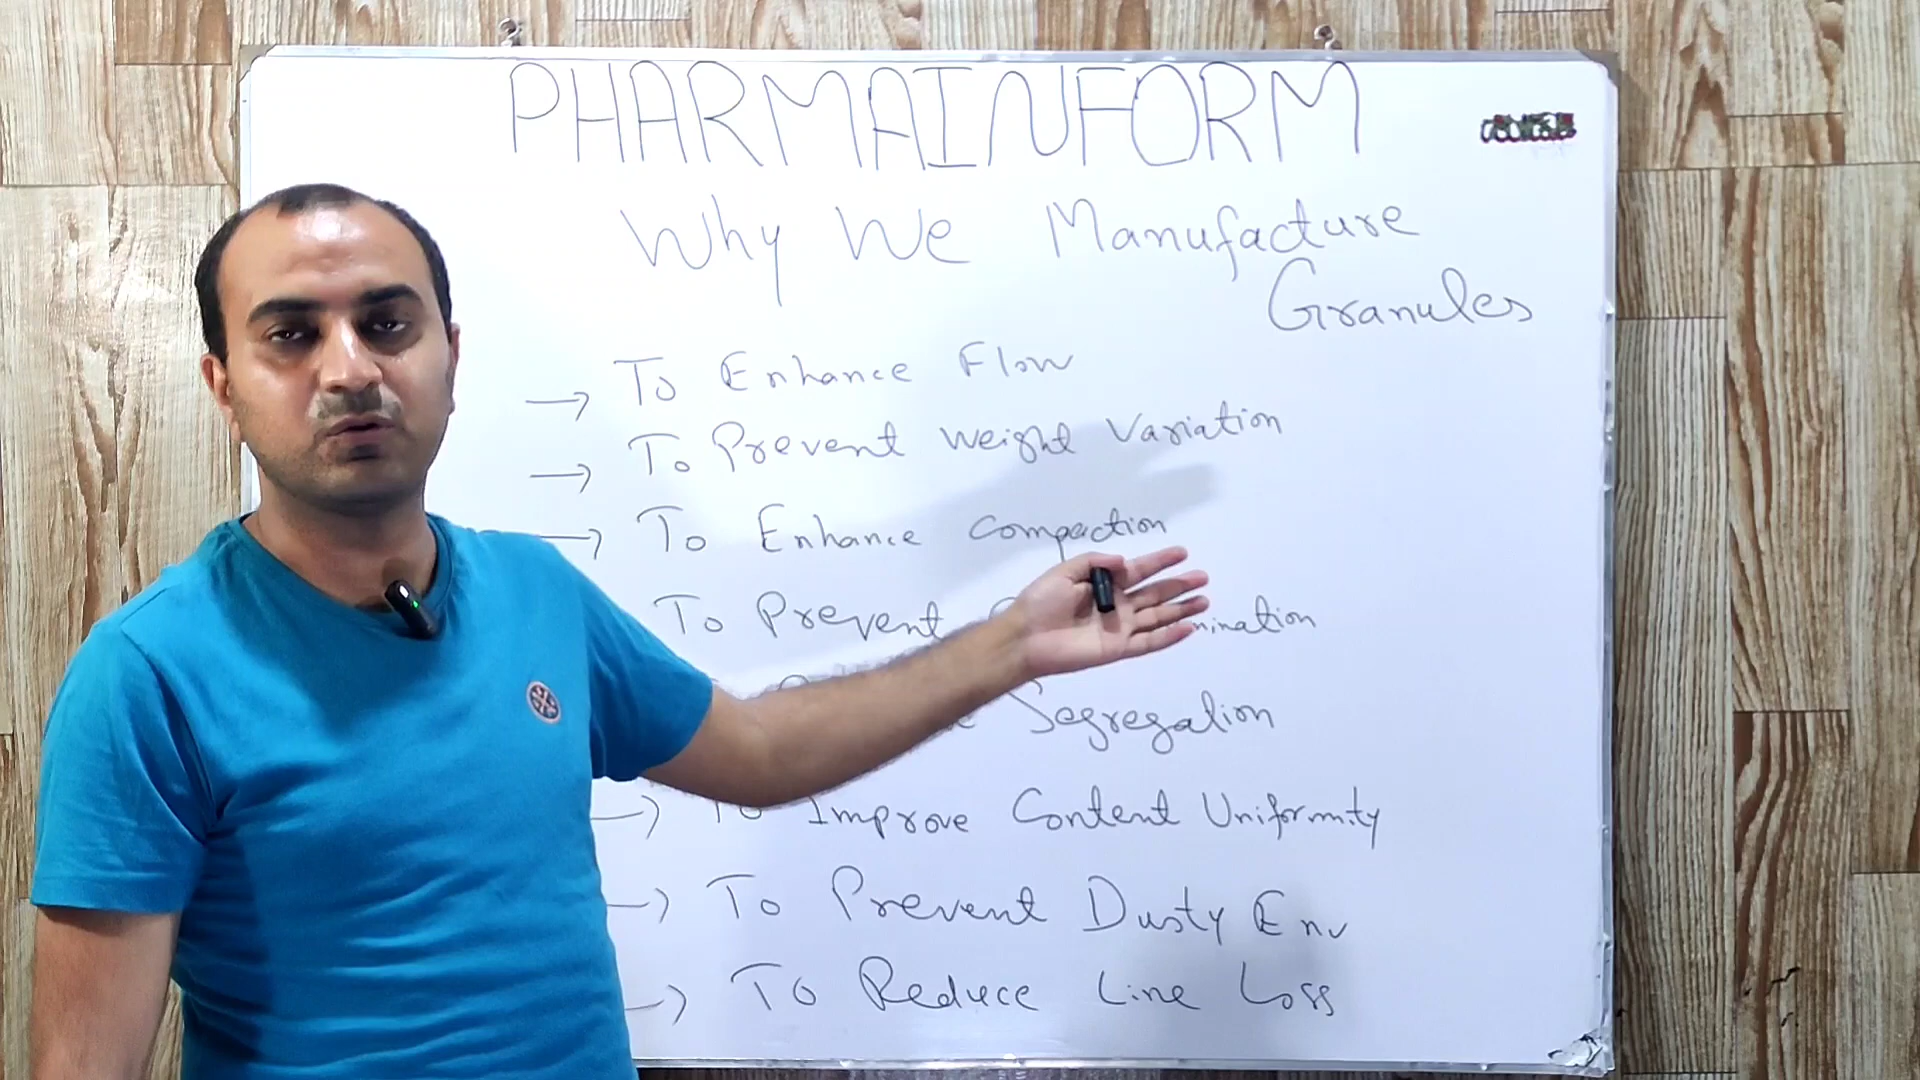 PHARMAINFORM
Why We Manufacture
Granules
→ To Enhance Flow
→ To Prevent Weight Variation
→ To Enhance Compaction
To Prevent
Segregation
→ To Improve Content Uniformity
→ To Prevent Dusty Env
→ To Reduce Line Loss